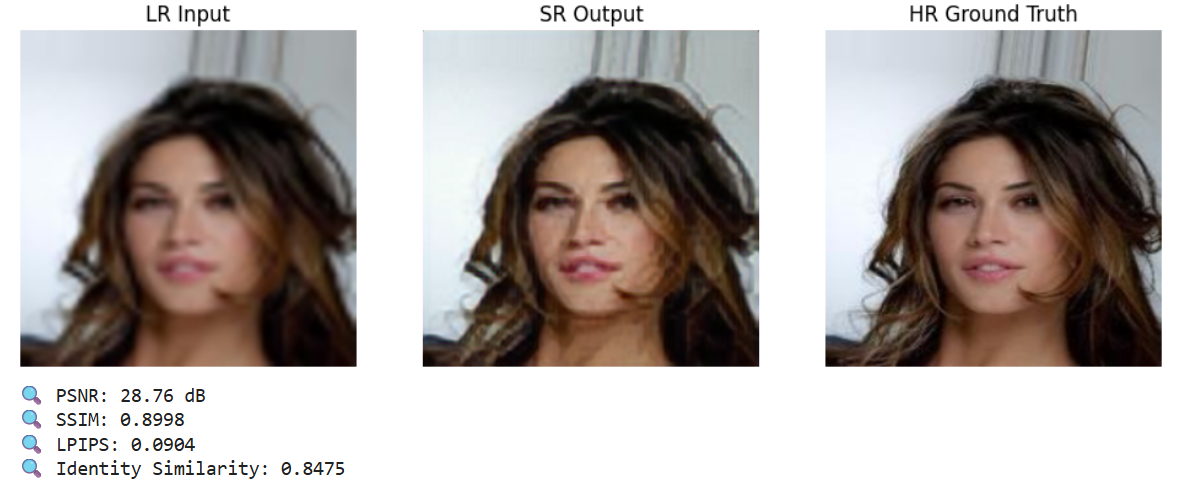 LR Input
SR Output
HR Ground Truth
🔍 PSNR: 28.76 dB
🔍 SSIM: 0.8998
🔍 LPIPS: 0.0904
🔍 Identity Similarity: 0.8475